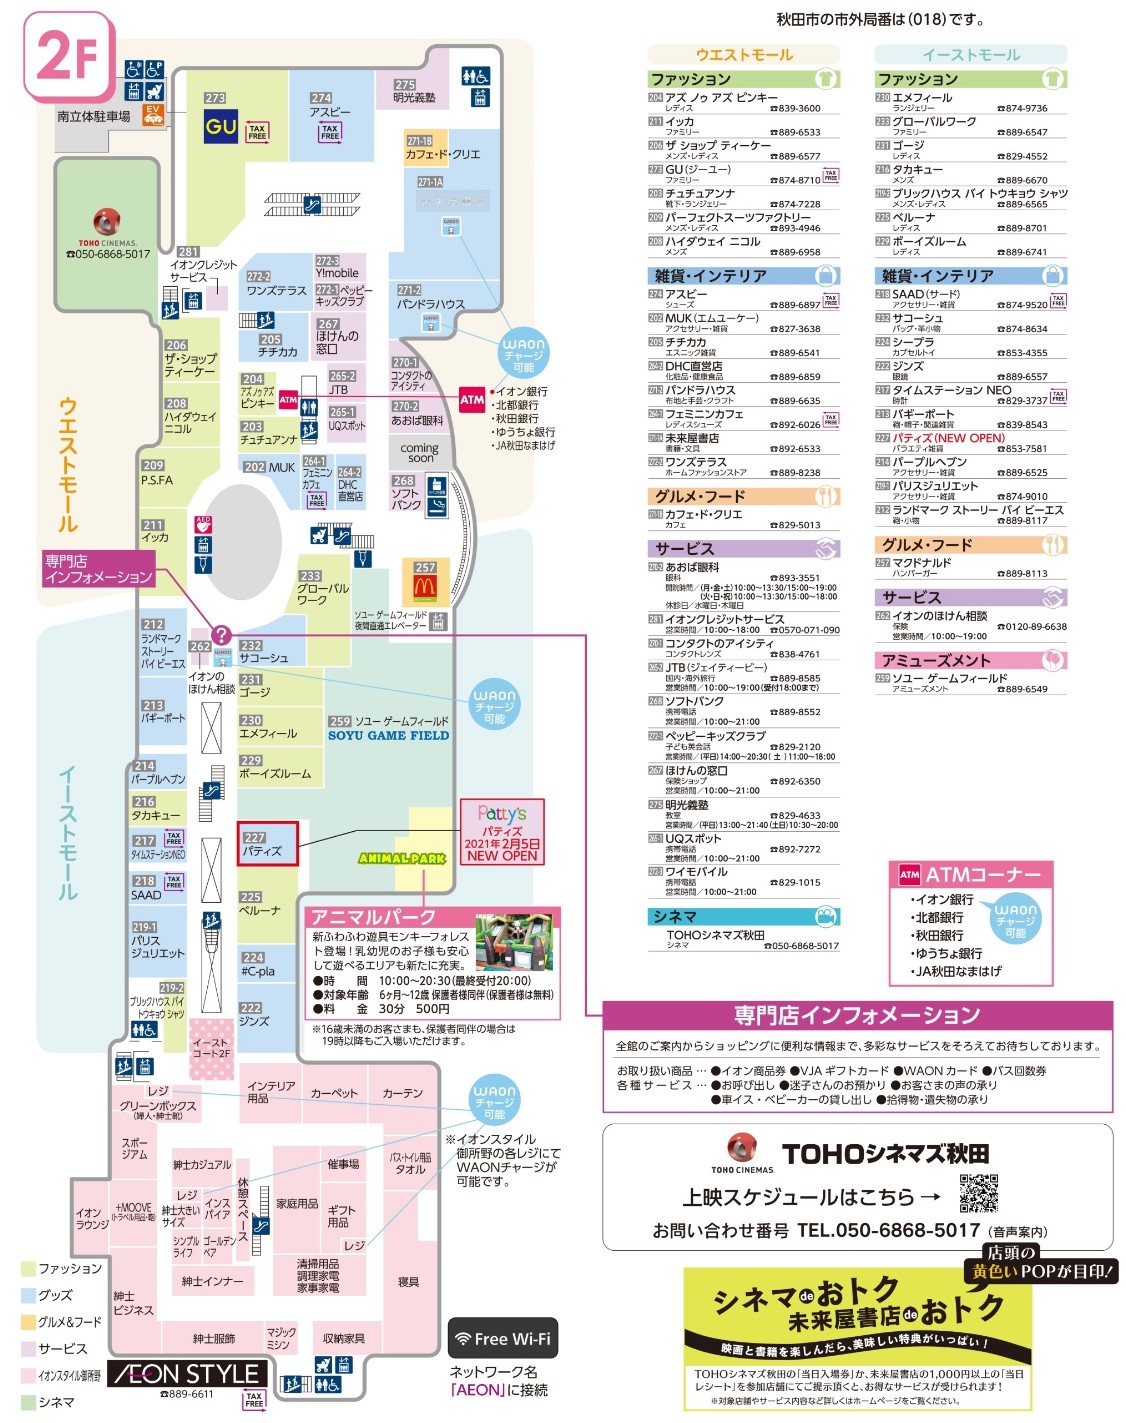 2F
南立体駐車場
EV
273
GU
TAX FREE
274
アスビー
TAX FREE
275
明光義塾
271-1B
カフェ・ド・クリエ
271-1A
271-2
パンドラハウス
WAON
チャージ
可能
TOHO CINEMAS.
☎050-6868-5017
281
イオンクレジット
サービス
272-2
ワンズテラス
272-3
Y!mobile
272-1 ペッピー
キッズクラブ
205
チチカカ
267
ほけんの
窓口
206
ザ・ショップ
ティーケー
208
ハイダウェイ
ニコル
204
アズノゥアズ
ピンキー
ATM
203
チュチュアンナ
265-2
JTB
265-1
UQスポット
270-1
コンタクトの
アイシティ
270-2
あおば眼科
coming
soon
268
ソフト
バンク
ATM
・イオン銀行
・北都銀行
・秋田銀行
・ゆうちょ銀行
・JA秋田なまはげ
ウエストモール
209
P.S.FA
202 MUK
264-1
フェミニン
カフェ
TAX FREE
264-2
DHC
直営店
211
イッカ
AED
専門店
インフォメーション
?
233
グローバル
ワーク
257
ソユー ゲームフィールド
夜間直通エレベーター
212
ランドマーク
ストーリー
バイ ピーエス
262
イオンの
ほけん相談
232
サコーシュ
231
ゴージ
230
エメフィール
229
ボーイズルーム
213
バギーポート
WAON
チャージ
可能
259 ソユー ゲームフィールド
SOYU GAME FIELD
イーストモール
214
パープルヘブン
216
タカキュー
217
TAX FREE
タイムステーションNEO
218
TAX FREE
SAAD
219-1
パリス
ジュリエット
219-2
ブリックハウス バイ
トウキョウ シャツ
227
パティズ
Patty's
パティズ
2021年2月5日
NEW OPEN
ANIMAL PARK
225
ベルーナ
224
#C-pla
222
ジンズ
イースト
コート2F
アニマルパーク
新ふわふわ遊具モンキーフォレス
ト登場!乳幼児のお子様も安心
して遊べるエリアも新たに充実。
●時 間 10:00〜20:30(最終受付20:00)
●対象年齢 6ヶ月〜12歳 保護者様同伴(保護者様は無料)
●料 金 30分 500円
※16歳未満のお客さまも、保護者同伴の場合は
19時以降もご入場いただけます。
レジ
グリーンボックス
(婦人・紳士靴)
インテリア
用品
カーペット
カーテン
WAON
チャージ
可能
※イオンスタイル
御所野の各レジにて
WAONチャージが
可能です。
スポー
ジアム
紳士カジュアル
レジ
紳士大きい
サイズ
インス
パイア
シンプル
ライフ
ゴールデン
ベア
休憩スペース
家庭用品
催事場
ギフト
用品
レジ
バス・トイレ用品
タオル
イオン
ラウンジ
+MOOVE
(トラベル用品・鞄)
紳士インナー
清掃用品
調理家電
家事家電
寝具
紳士
ビジネス
紳士服飾
マジック
ミシン
収納家具
ファッション
グッズ
グルメ&フード
サービス
イオンスタイル御所野
シネマ
ÆON STYLE
☎889-6611
TAX FREE
Free Wi-Fi
ネットワーク名
「AEON」に接続
秋田市の市外局番は(018)です。
ウエストモール
ファッション
204 アズ ノゥ アズ ピンキー
レディス ☎839-3600
211 イッカ
ファミリー ☎889-6533
206 ザ ショップ ティーケー
メンズ・レディス ☎889-6577
273 GU(ジーユー)
ファミリー ☎874-8710 TAX FREE
203 チュチュアンナ
靴下・ランジェリー ☎874-7228
209 パーフェクトスーツファクトリー
メンズ・レディス ☎893-4946
208 ハイダウェイ ニコル
メンズ ☎889-6958
雑貨・インテリア
274 アスビー
シューズ ☎889-6897 TAX FREE
202 MUK(エムユーケー)
アクセサリー・雑貨 ☎827-3638
205 チチカカ
エスニック雑貨 ☎889-6541
264-2 DHC直営店
化粧品・健康食品 ☎889-6859
271-2 パンドラハウス
布地と手芸・クラフト ☎889-6635
264-1 フェミニンカフェ
レディスシューズ ☎892-6026 TAX FREE
271-1A 未来屋書店
書籍・文具 ☎892-6533
272-2 ワンズテラス
ホームファッションストア ☎889-8238
グルメ・フード
271-1B カフェ・ド・クリエ
カフェ ☎829-5013
サービス
270-2 あおば眼科
眼科 ☎893-3551
開院時間/(月・金・土)10:00〜13:30/15:00〜19:00
(火・日・祝)10:00〜13:30/15:00〜18:00
休診日/水曜日・木曜日
281 イオンクレジットサービス
営業時間/10:00〜18:00 ☎0570-071-090
270-1 コンタクトのアイシティ
コンタクトレンズ ☎838-4761
265-2 JTB(ジェイティービー)
国内・海外旅行 ☎889-8585
営業時間/10:00〜19:00(受付18:00まで)
268 ソフトバンク
携帯電話 ☎889-8552
営業時間/10:00〜21:00
272-1 ペッピーキッズクラブ
子ども英会話 ☎829-2120
営業時間/(平日)14:00〜20:30(土)11:00〜18:00
267 ほけんの窓口
保険ショップ ☎892-6350
営業時間/10:00〜21:00
275 明光義塾
教室 ☎829-4633
営業時間/(平日)13:00〜21:40(土日)10:30〜20:00
265-1 UQスポット
携帯電話 ☎892-7272
営業時間/10:00〜21:00
272-3 ワイモバイル
携帯電話 ☎829-1015
営業時間/10:00〜21:00
シネマ
TOHOシネマズ秋田
シネマ ☎050-6868-5017
イーストモール
ファッション
230 エメフィール
ランジェリー ☎874-9736
233 グローバルワーク
ファミリー ☎889-6547
231 ゴージ
レディス ☎829-4552
216 タカキュー
メンズ ☎889-6670
219-2 ブリックハウス バイ トウキョウ シャツ
メンズ・レディス ☎889-6565
225 ベルーナ
レディス ☎889-8701
229 ボーイズルーム
レディス ☎889-6741
雑貨・インテリア
218 SAAD(サード)
アクセサリー・雑貨 ☎874-9520 TAX FREE
232 サコーシュ
バッグ・革小物 ☎874-8634
224 シープラ
カプセルトイ ☎853-4355
222 ジンズ
眼鏡 ☎889-6557
217 タイムステーション NEO
時計 ☎829-3737 TAX FREE
213 バギーポート
鞄・帽子・関連雑貨 ☎839-8543
227 パティズ(NEW OPEN)
バラエティ雑貨 ☎853-7581
214 パープルヘブン
アクセサリー・雑貨 ☎889-6525
219-1 パリスジュリエット
アクセサリー・雑貨 ☎874-9010
212 ランドマーク ストーリー バイ ピーエス
鞄・小物 ☎889-8117
グルメ・フード
257 マクドナルド
ハンバーガー ☎889-8113
サービス
262 イオンのほけん相談
保険 ☎0120-89-6638
営業時間/10:00〜19:00
アミューズメント
259 ソユー ゲームフィールド
アミューズメント ☎889-6549
ATM ATMコーナー
・イオン銀行
・北都銀行
・秋田銀行
・ゆうちょ銀行
・JA秋田なまはげ
WAON
チャージ
可能
専門店インフォメーション
全館のご案内からショッピングに便利な情報まで、多彩なサービスをそろえてお待ちしております。
お取り扱い商品 … ●イオン商品券 ●VJA ギフトカード ●WAON カード ●バス回数券
各種サービス … ●お呼び出し ●迷子さんのお預かり ●お客さまの声の承り
●車イス・ベビーカーの貸し出し ●拾得物・遺失物の承り
TOHO CINEMAS.
TOHOシネマズ秋田
上映スケジュールはこちら→
お問い合わせ番号 TEL.050-6868-5017(音声案内)
店頭の
黄色いPOPが目印!
シネマdeおトク
未来屋書店deおトク
映画と書籍を楽しんだら、美味しい特典がいっぱい!
TOHOシネマズ秋田の「当日入場券」か、未来屋書店の1,000円以上の「当日
レシート」を参加店舗にてご提示頂くと、お得なサービスが受けられます!
※対象店舗やサービス内容など詳しくはホームページをご覧ください。